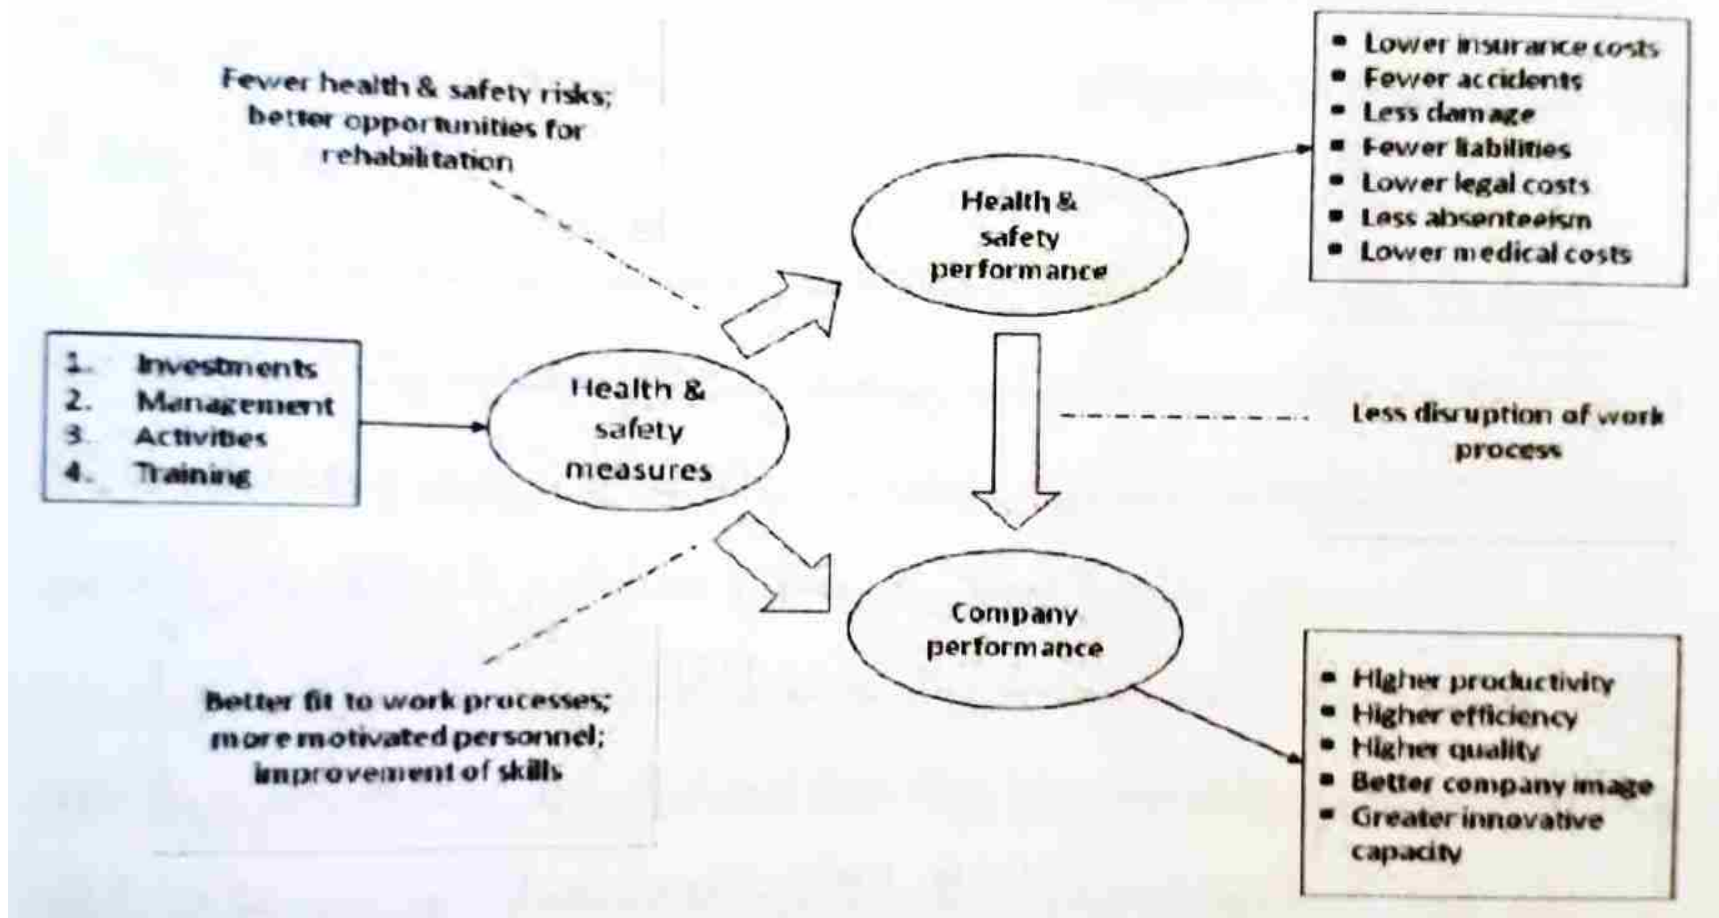 Fewer health & safety risks;
better opportunities for
rehabilitation
Health &
safety
performance
▪ Lower insurance costs
▪ Fewer accidents
▪ Less damage
▪ Fewer liabilities
▪ Lower legal costs
▪ Less absenteeism
▪ Lower medical costs
1. Investments
2. Management
3. Activities
4. Training
Health &
safety
measures
Less disruption of work
process
Better fit to work processes;
more motivated personnel;
improvement of skills
Company
performance
▪ Higher productivity
▪ Higher efficiency
▪ Higher quality
▪ Better company image
▪ Greater innovative
capacity